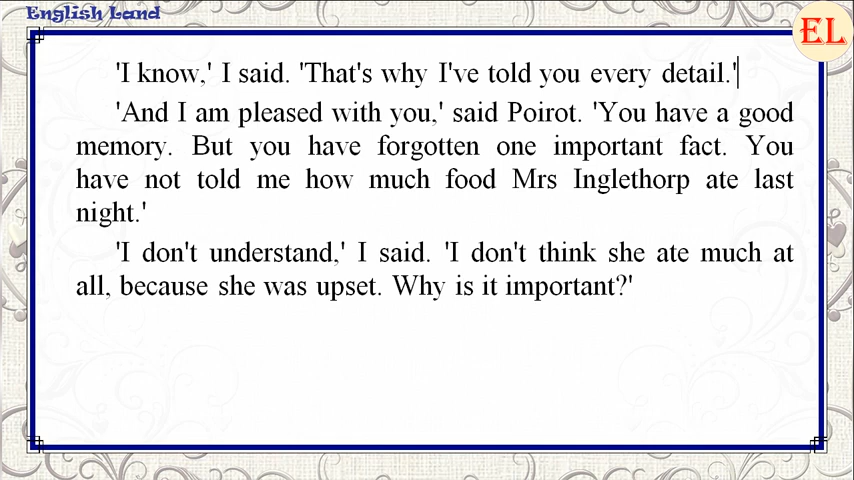 English Land
EL
'I know,' I said. 'That's why I've told you every detail.'
'And I am pleased with you,' said Poirot. 'You have a good
memory. But you have forgotten one important fact. You
have not told me how much food Mrs Inglethorp ate last
night.'
'I don't understand,' I said. 'I don't think she ate much at
all, because she was upset. Why is it important?'